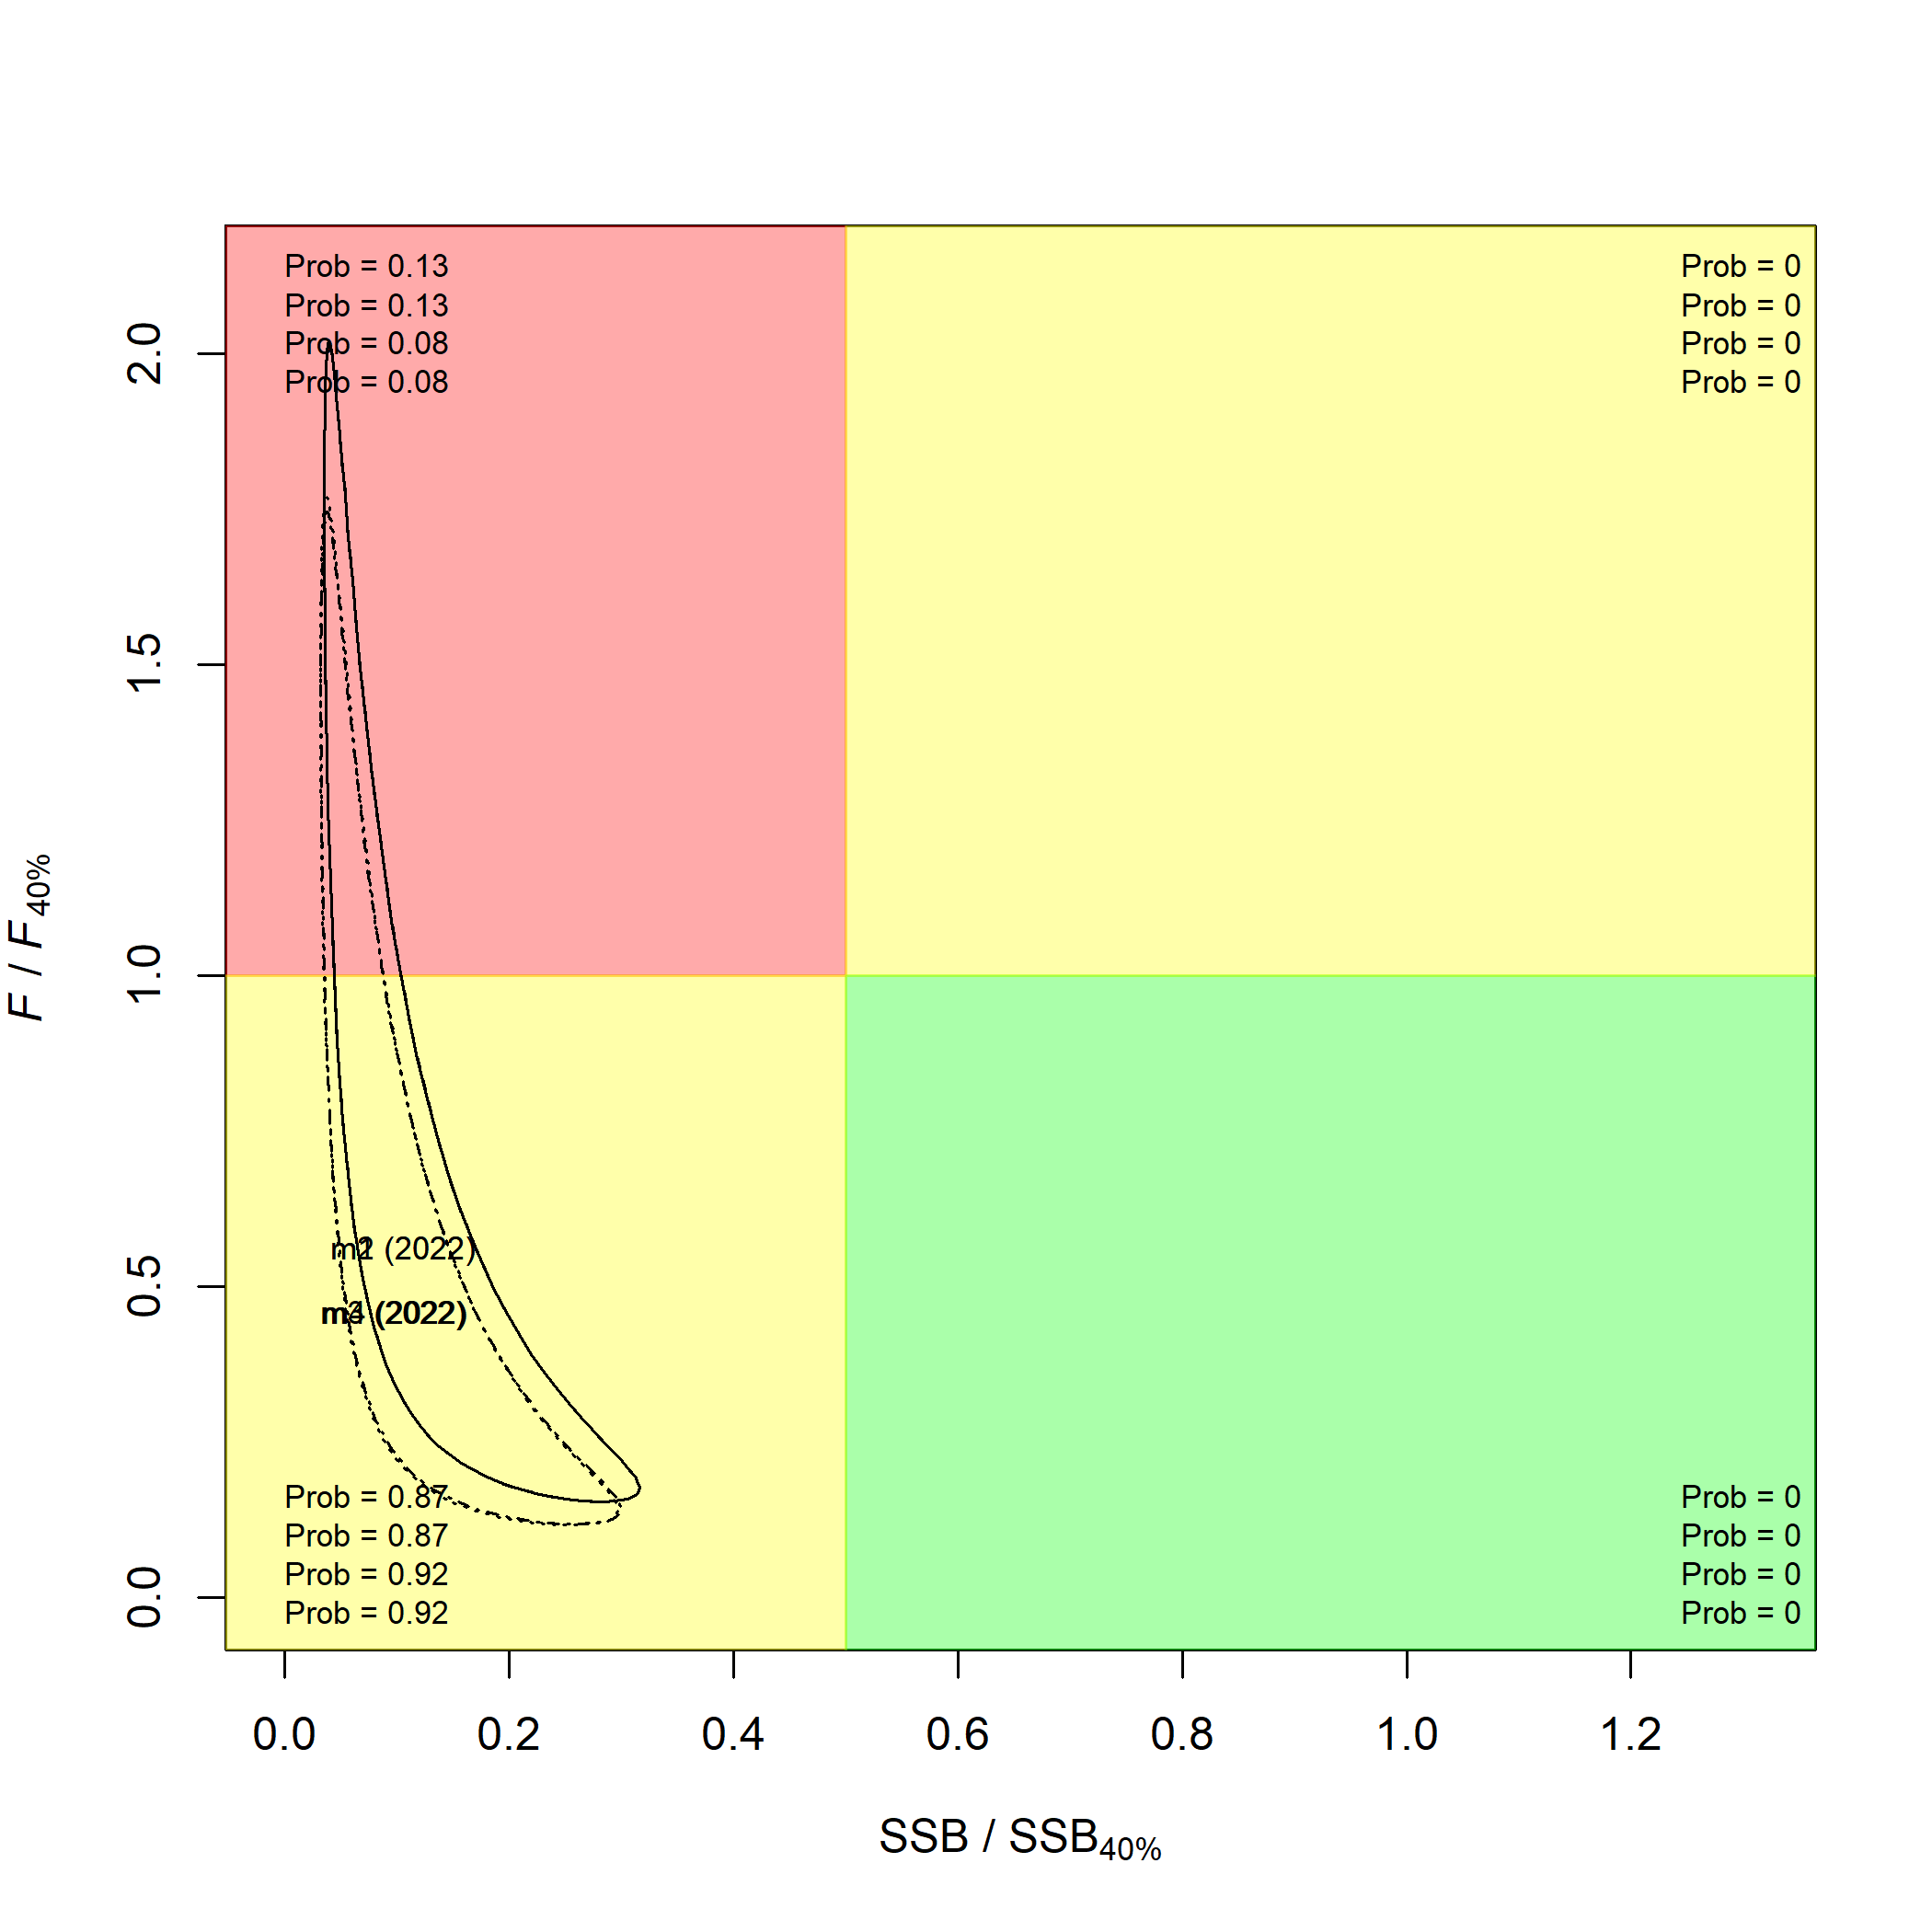 Prob = 0.13
Prob = 0.13
Prob = 0.08
Prob = 0.08
Prob = 0
Prob = 0
Prob = 0
Prob = 0
2.0
1.5
1.0
0.5
0.0
F / F40%
(2022)
(2022)
Prob = 0.87
Prob = 0.87
Prob = 0.92
Prob = 0.92
Prob = 0
Prob = 0
Prob = 0
Prob = 0
0.0 0.2 0.4 0.6 0.8 1.0 1.2
SSB / SSB40%